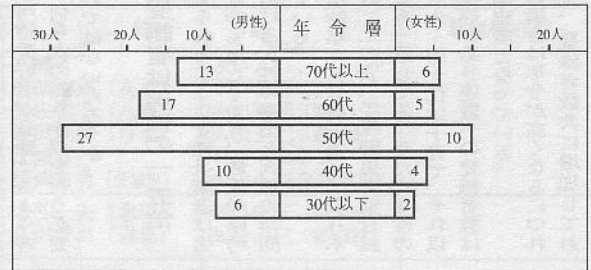 30人 20人 10人 (男性) 年令層 (女性) 10人 20人
13 70代以上 6
17 60代 5
27 50代 10
10 40代 4
6 30代以下 2